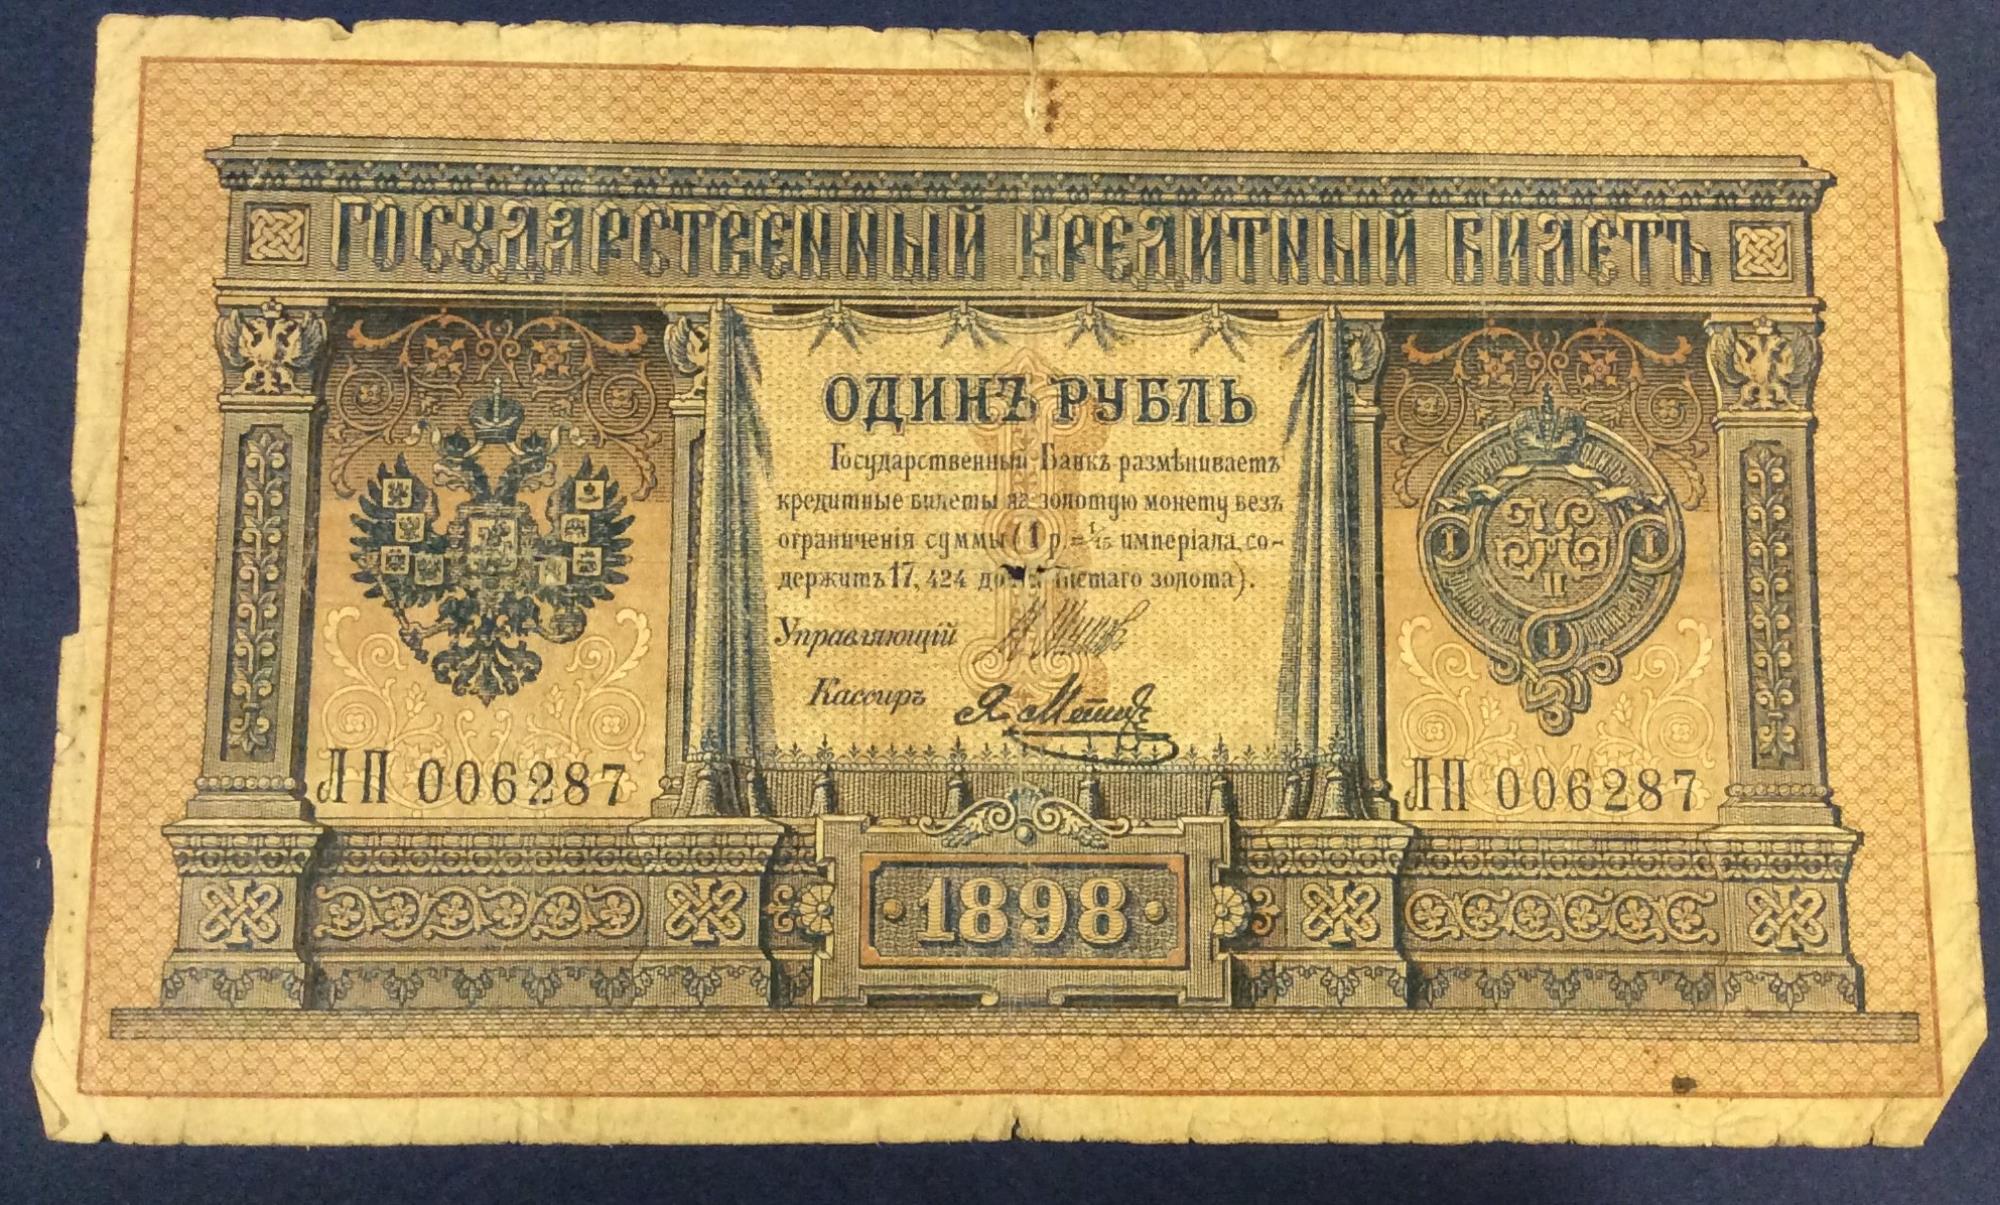 ГОСУДАРСТВЕННЫЙ КРЕДИТНЫЙ БИЛЕТЪ
ОДИНЪ РУБЛЬ
Государственный Банкъ размѣниваетъ
кредитные билеты на золотую монету безъ
ограниченія суммы (1 р. = 1/15 имперіала, со-
держитъ 17,424 долей чистаго золота).
Управляющій
Кассиръ
I
I
I
II
ЛП 006287
ЛП 006287
1898